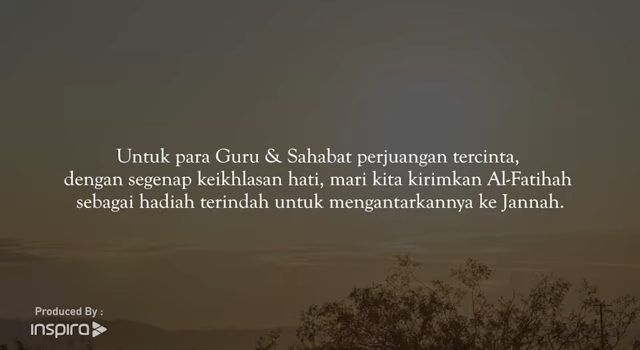 Untuk para Guru & Sahabat perjuangan tercinta,
dengan segenap keikhlasan hati, mari kita kirimkan Al-Fatihah
sebagai hadiah terindah untuk mengantarkannya ke Jannah.
Produced By :
inspira